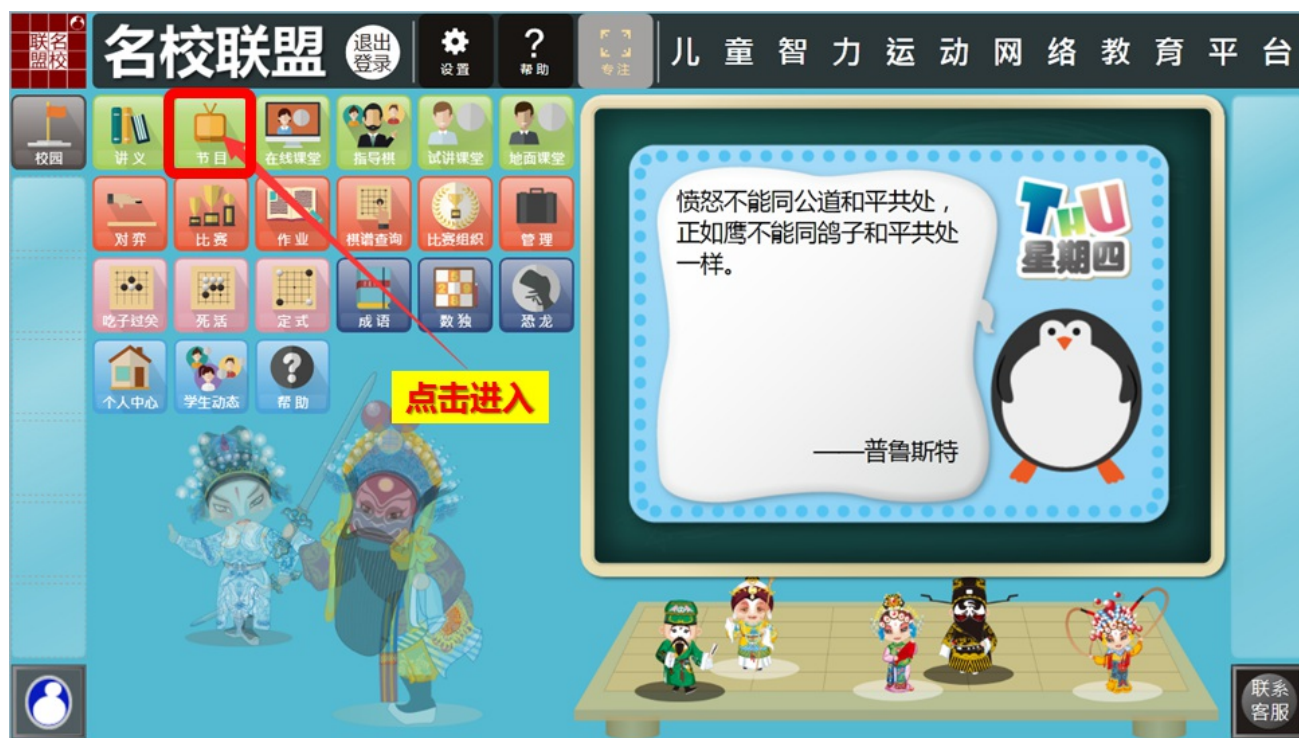 联名
盟校
名校联盟
退出
登录
设置
?
帮助
专注
儿童智力运动网络教育平台
校园
讲义
节目
在线课堂
指导棋
试讲课堂
地面课堂
对弈
比赛
作业
棋谱查询
比赛组织
管理
吃子过关
死活
定式
成语
数独
恐龙
个人中心
学生动态
?
帮助
点击进入
愤怒不能同公道和平共处，
正如鹰不能同鸽子和平共处
一样。
——普鲁斯特
THU
星期四
联系
客服